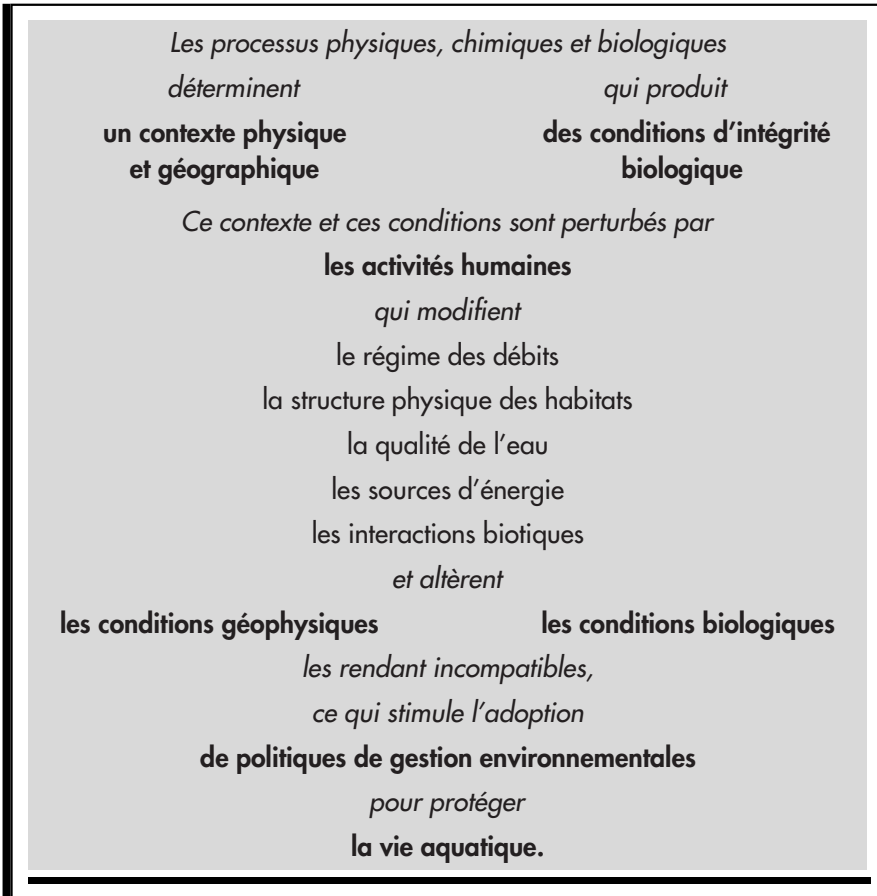 Les processus physiques, chimiques et biologiques
déterminent qui produit
un contexte physique des conditions d'intégrité
et géographique biologique
Ce contexte et ces conditions sont perturbés par
les activités humaines
qui modifient
le régime des débits
la structure physique des habitats
la qualité de l'eau
les sources d'énergie
les interactions biotiques
et altèrent
les conditions géophysiques les conditions biologiques
les rendant incompatibles,
ce qui stimule l'adoption
de politiques de gestion environnementales
pour protéger
la vie aquatique.